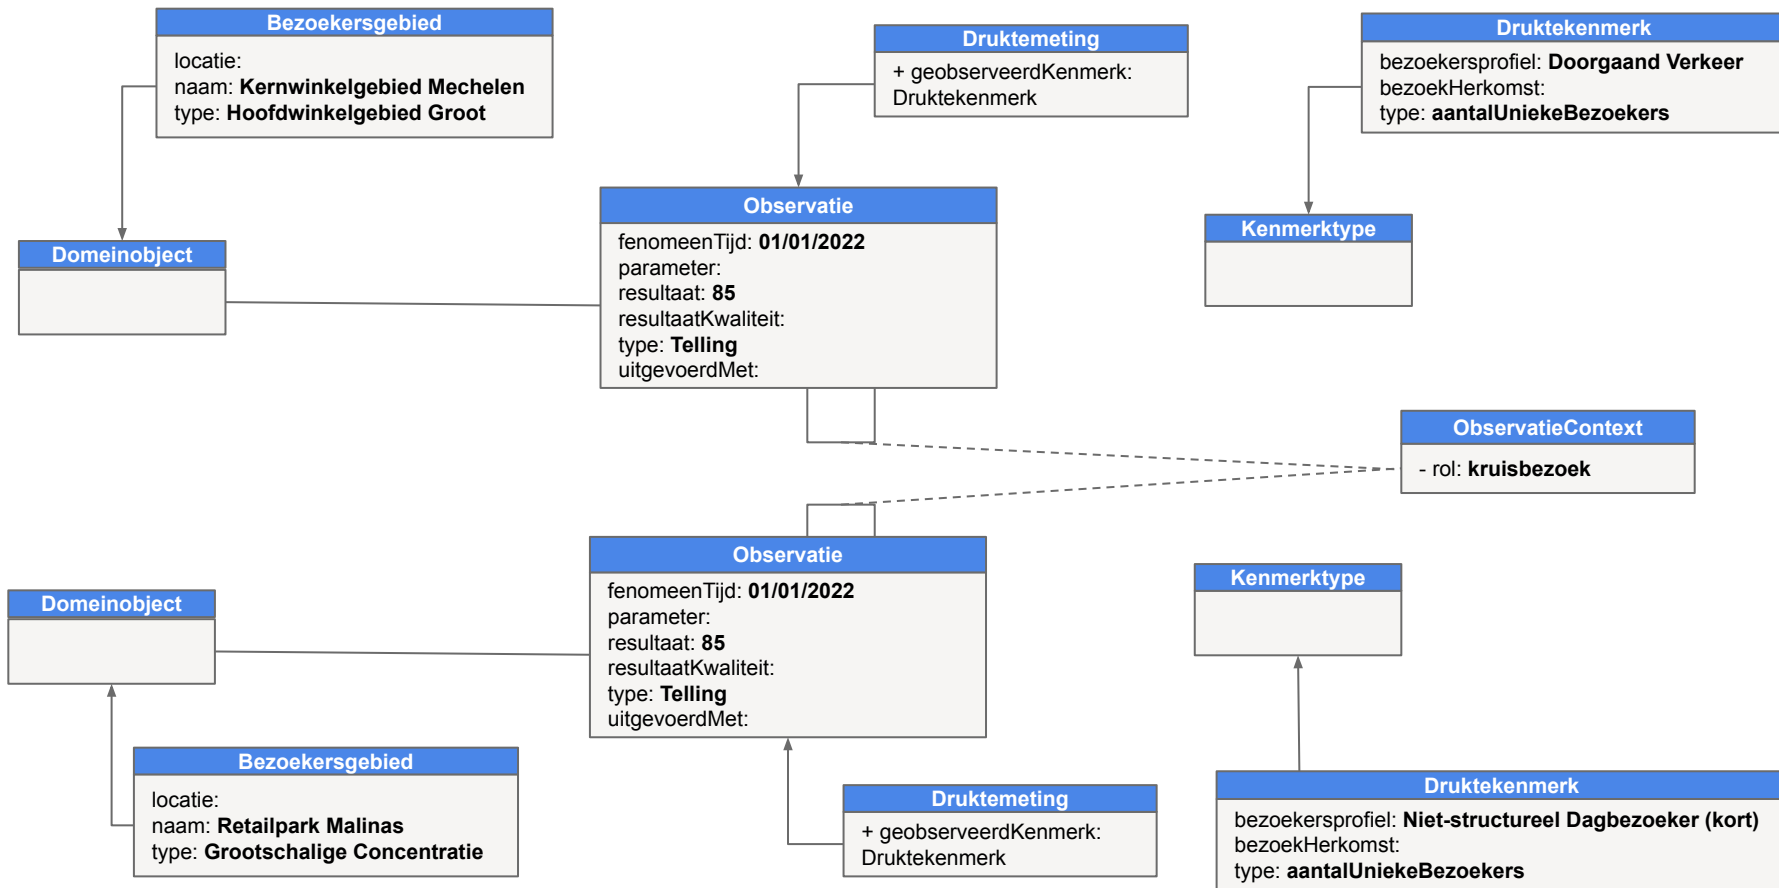 Bezoekersgebied
locatie:
naam: Kernwinkelgebied Mechelen
type: Hoofdwinkelgebied Groot
Druktemeting
+ geobserveerdKenmerk:
Druktekenmerk
Druktekenmerk
bezoekersprofiel: Doorgaand Verkeer
bezoekHerkomst:
type: aantalUniekeBezoekers
Domeinobject
Observatie
fenomeenTijd: 01/01/2022
parameter:
resultaat: 85
resultaatKwaliteit:
type: Telling
uitgevoerdMet:
Kenmerktype
ObservatieContext
- rol: kruisbezoek
Domeinobject
Observatie
fenomeenTijd: 01/01/2022
parameter:
resultaat: 85
resultaatKwaliteit:
type: Telling
uitgevoerdMet:
Kenmerktype
Bezoekersgebied
locatie:
naam: Retailpark Malinas
type: Grootschalige Concentratie
Druktemeting
+ geobserveerdKenmerk:
Druktekenmerk
Druktekenmerk
bezoekersprofiel: Niet-structureel Dagbezoeker (kort)
bezoekHerkomst:
type: aantalUniekeBezoekers